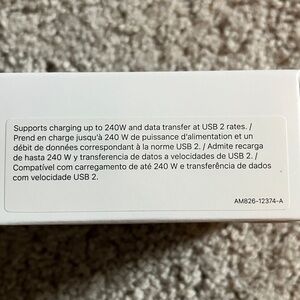 Supports charging up to 240W and data transfer at USB 2 rates. /
Prend en charge jusqu'à 240 W de puissance d'alimentation et un
débit de données correspondant à la norme USB 2. / Admite recarga
de hasta 240 W y transferencia de datos a velocidades de USB 2. /
Compatível com carregamento de até 240 W e transferência de dados
com velocidade USB 2.
AM826-12374-A